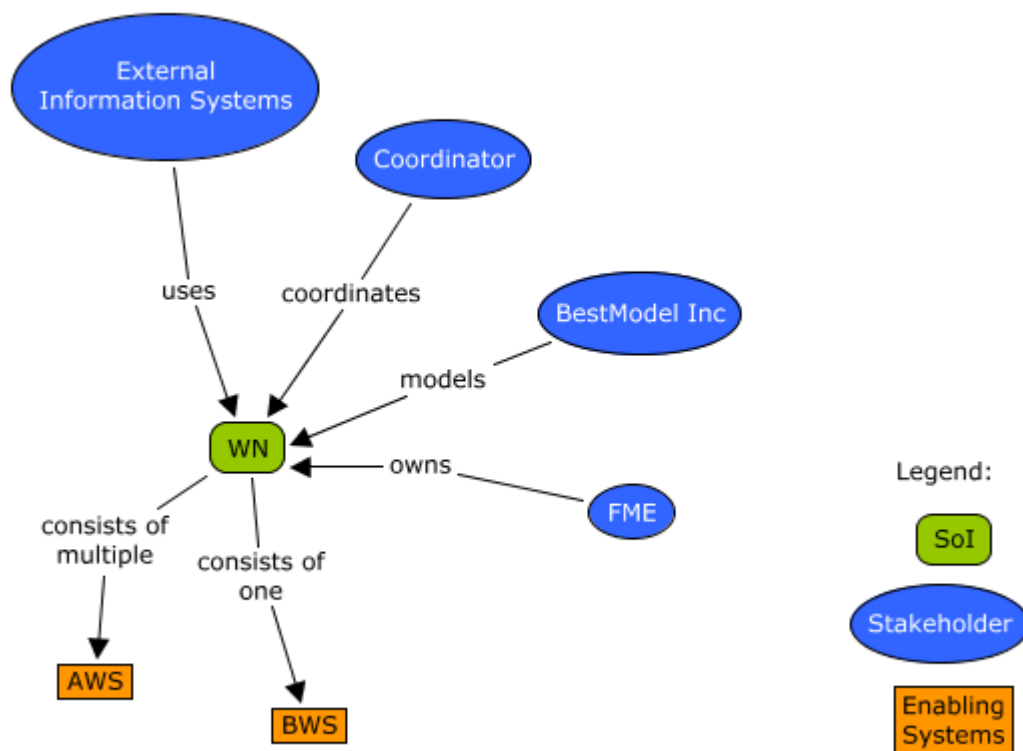 External
Information Systems
Coordinator
uses
coordinates
BestModel Inc
models
WN
owns
FME
consists of
multiple
consists of
one
AWS
BWS
Legend:
SoI
Stakeholder
Enabling
Systems